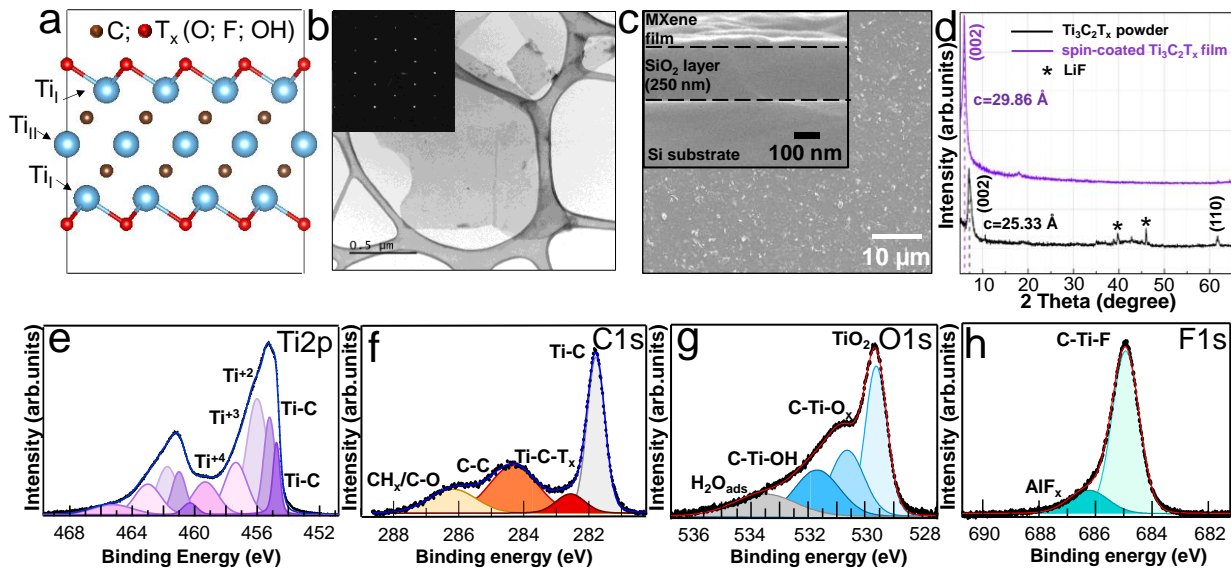 a
C; Tₓ (O; F; OH)
Ti_I
Ti_II
Ti_I
b
0.5 µm
c
MXene
film
SiO₂ layer
(250 nm)
Si substrate
100 nm
10 µm
d
Intensity (arb.units)
(002)
Ti₃C₂Tₓ powder
spin-coated Ti₃C₂Tₓ film
* LiF
c=29.86 Å
(002)
c=25.33 Å
*
*
(110)
10 20 30 40 50 60
2 Theta (degree)
e
Ti2p
Intensity (arb.units)
Ti⁺²
Ti⁺³
Ti⁺⁴
Ti-C
Ti-C
468 464 460 456 452
Binding Energy (eV)
f
C1s
Intensity (arb.units)
Ti-C
Ti-C-Tₓ
C-C
CHₓ/C-O
288 286 284 282
Binding Energy (eV)
g
O1s
Intensity (arb.units)
TiO₂
C-Ti-Oₓ
C-Ti-OH
H₂O_ads
536 534 532 530 528
Binding energy (eV)
h
F1s
Intensity (arb.units)
C-Ti-F
AlFₓ
690 688 686 684 682
Binding energy (eV)